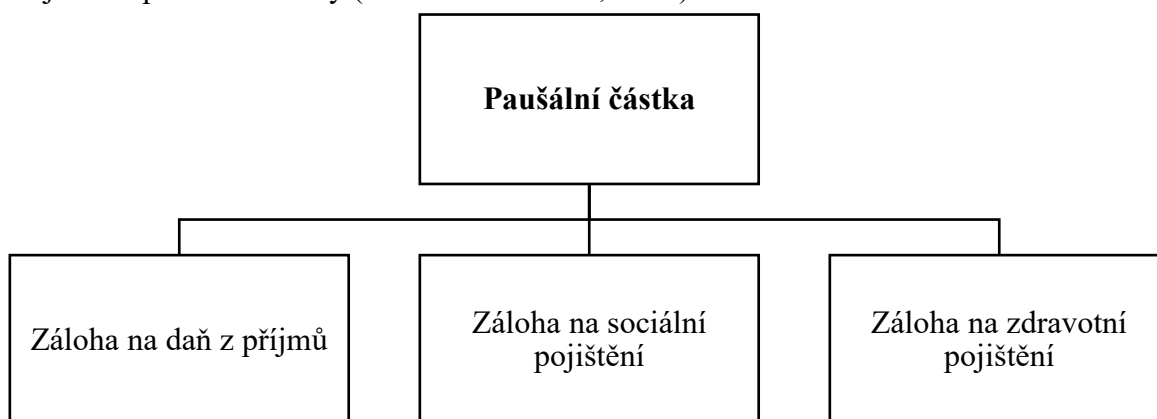 Paušální částka
Záloha na daň z příjmů
Záloha na sociální
pojištění
Záloha na zdravotní
pojištění